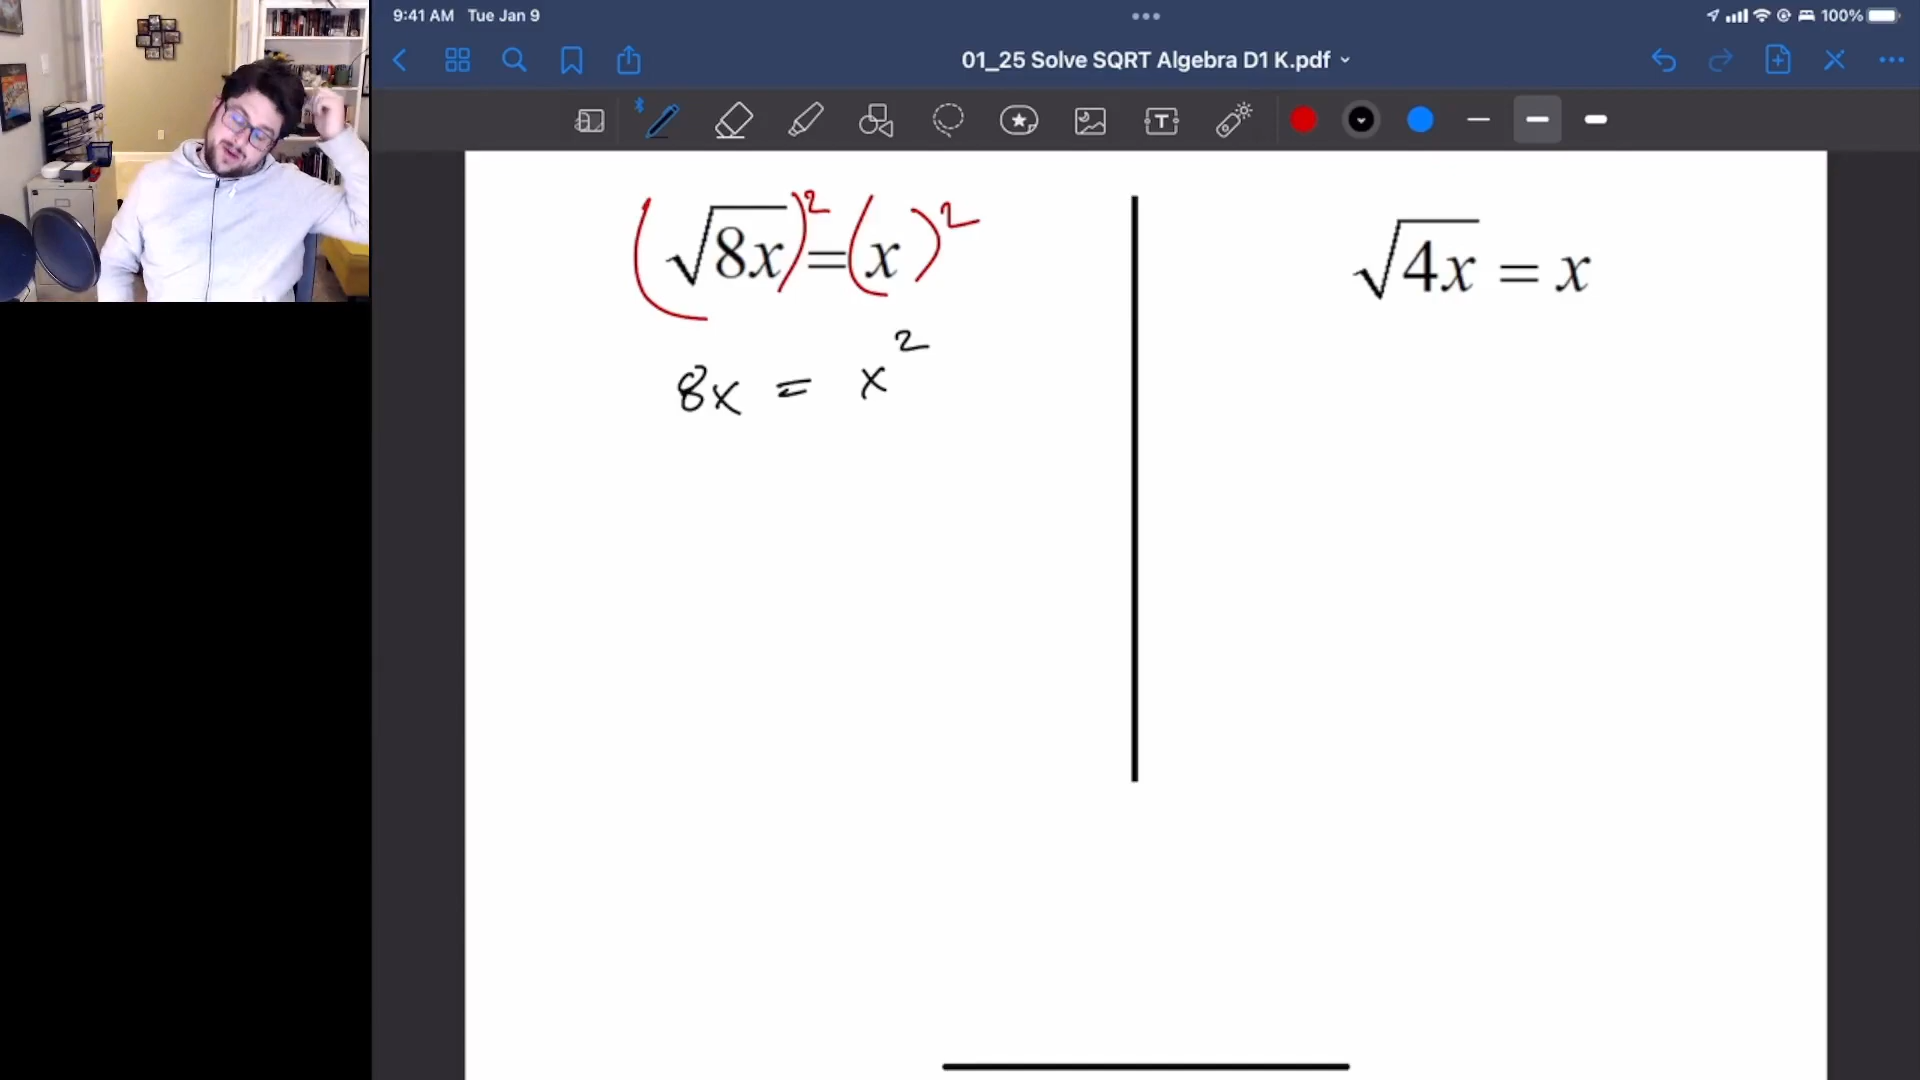 9:41 AM Tue Jan 9
100%
01_25 Solve SQRT Algebra D1 K.pdf
(√8x)² = (x)²
8x = x²
√4x = x